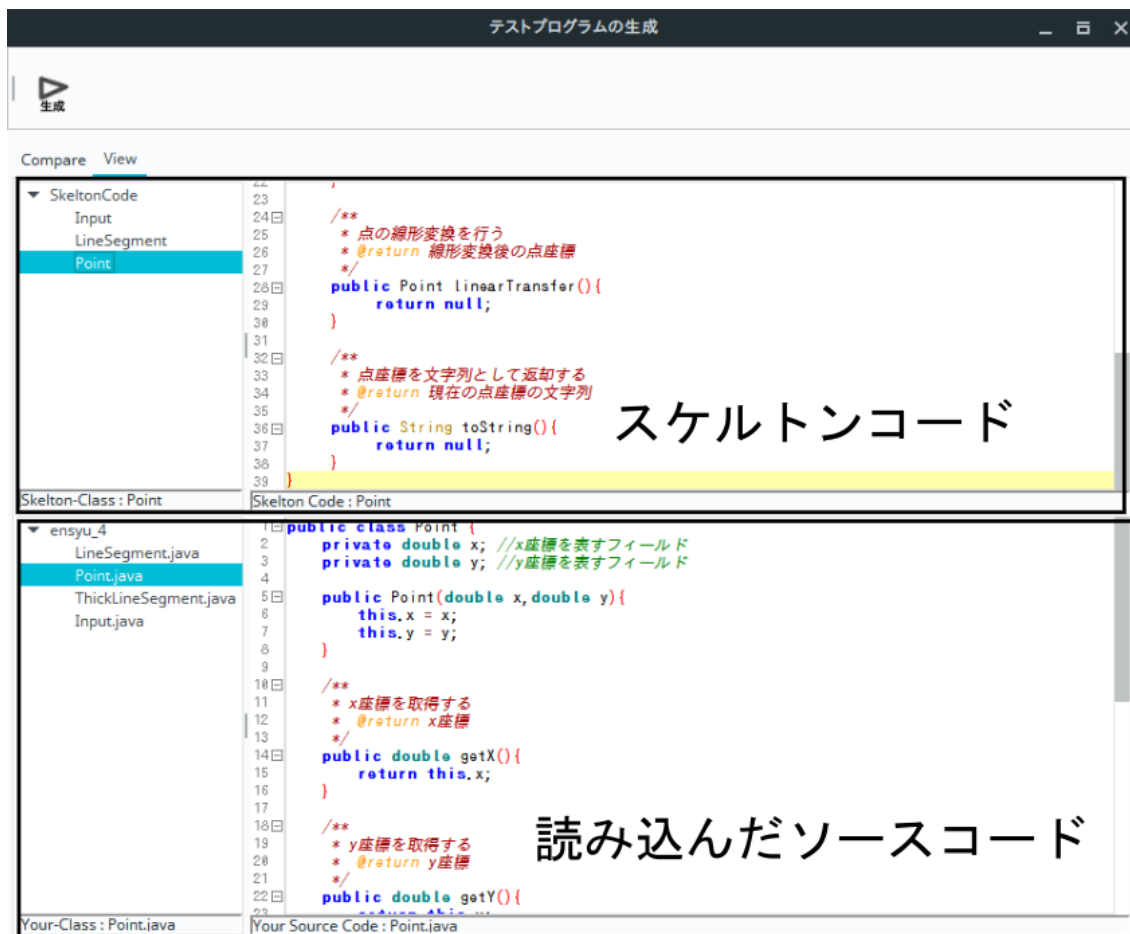 テストプログラムの生成
生成
Compare View
SkeltonCode
Input
LineSegment
Point
22 }
23
24 /**
25 * 点の線形変換を行う
26 * @return 線形変換後の点座標
27 */
28 public Point linearTransfer(){
29 return null;
30 }
31
32 /**
33 * 点座標を文字列として返却する
34 * @return 現在の点座標の文字列
35 */
36 public String toString(){
37 return null;
38 }
39 }
スケルトンコード
Skelton-Class : Point
Skelton Code : Point
ensyu_4
LineSegment.java
Point.java
ThickLineSegment.java
Input.java
1 public class Point {
2 private double x; //x座標を表すフィールド
3 private double y; //y座標を表すフィールド
4
5 public Point(double x,double y){
6 this.x = x;
7 this.y = y;
8 }
9
10 /**
11 * x座標を取得する
12 * @return x座標
13 */
14 public double getX(){
15 return this.x;
16 }
17
18 /**
19 * y座標を取得する
20 * @return y座標
21 */
22 public double getY(){
23 return this.y;
読み込んだソースコード
Your-Class : Point.java
Your Source Code : Point.java